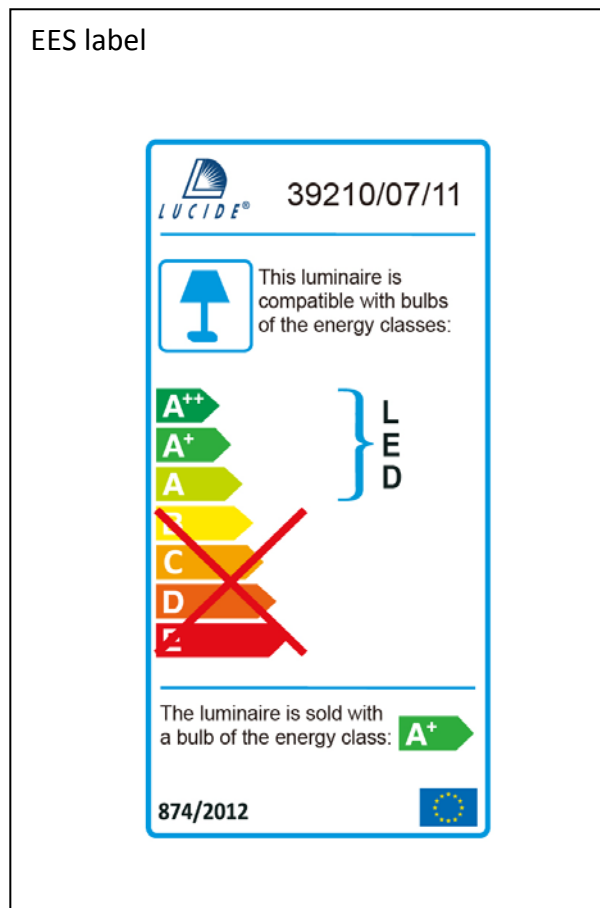 EES label
LUCIDE®
39210/07/11
This luminaire is
compatible with bulbs
of the energy classes:
A++
A+
A
B
C
D
E
L
E
D
The luminaire is sold with
a bulb of the energy class:
A+
874/2012